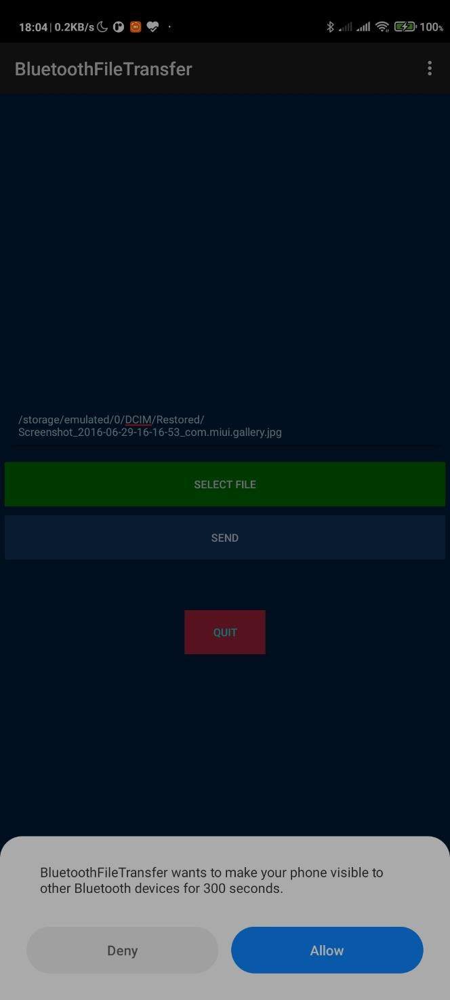 18:04 | 0.2KB/s 100%
BluetoothFileTransfer
/storage/emulated/0/DCIM/Restored/
Screenshot_2016-06-29-16-16-53_com.miui.gallery.jpg
SELECT FILE
SEND
QUIT
BluetoothFileTransfer wants to make your phone visible to
other Bluetooth devices for 300 seconds.
Deny Allow